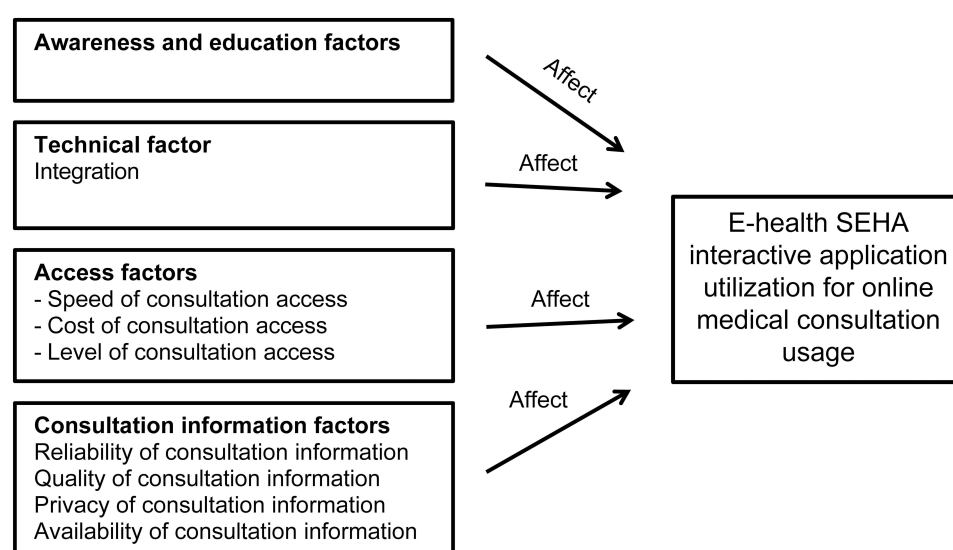 Awareness and education factors
Technical factor
Integration
Access factors
- Speed of consultation access
- Cost of consultation access
- Level of consultation access
Consultation information factors
Reliability of consultation information
Quality of consultation information
Privacy of consultation information
Availability of consultation information
Affect
Affect
Affect
Affect
E-health SEHA
interactive application
utilization for online
medical consultation
usage